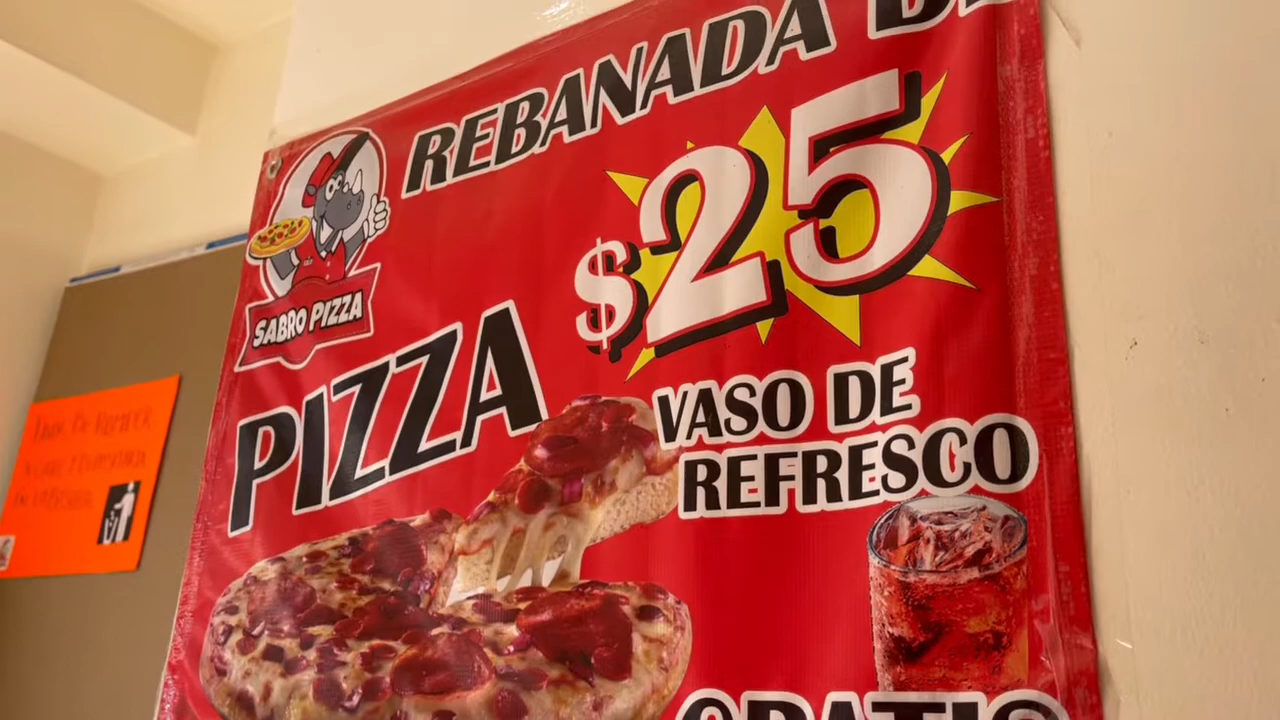 REBANADA DE
$25
SABRO PIZZA
PIZZA
VASO DE
REFRESCO
GRATIS